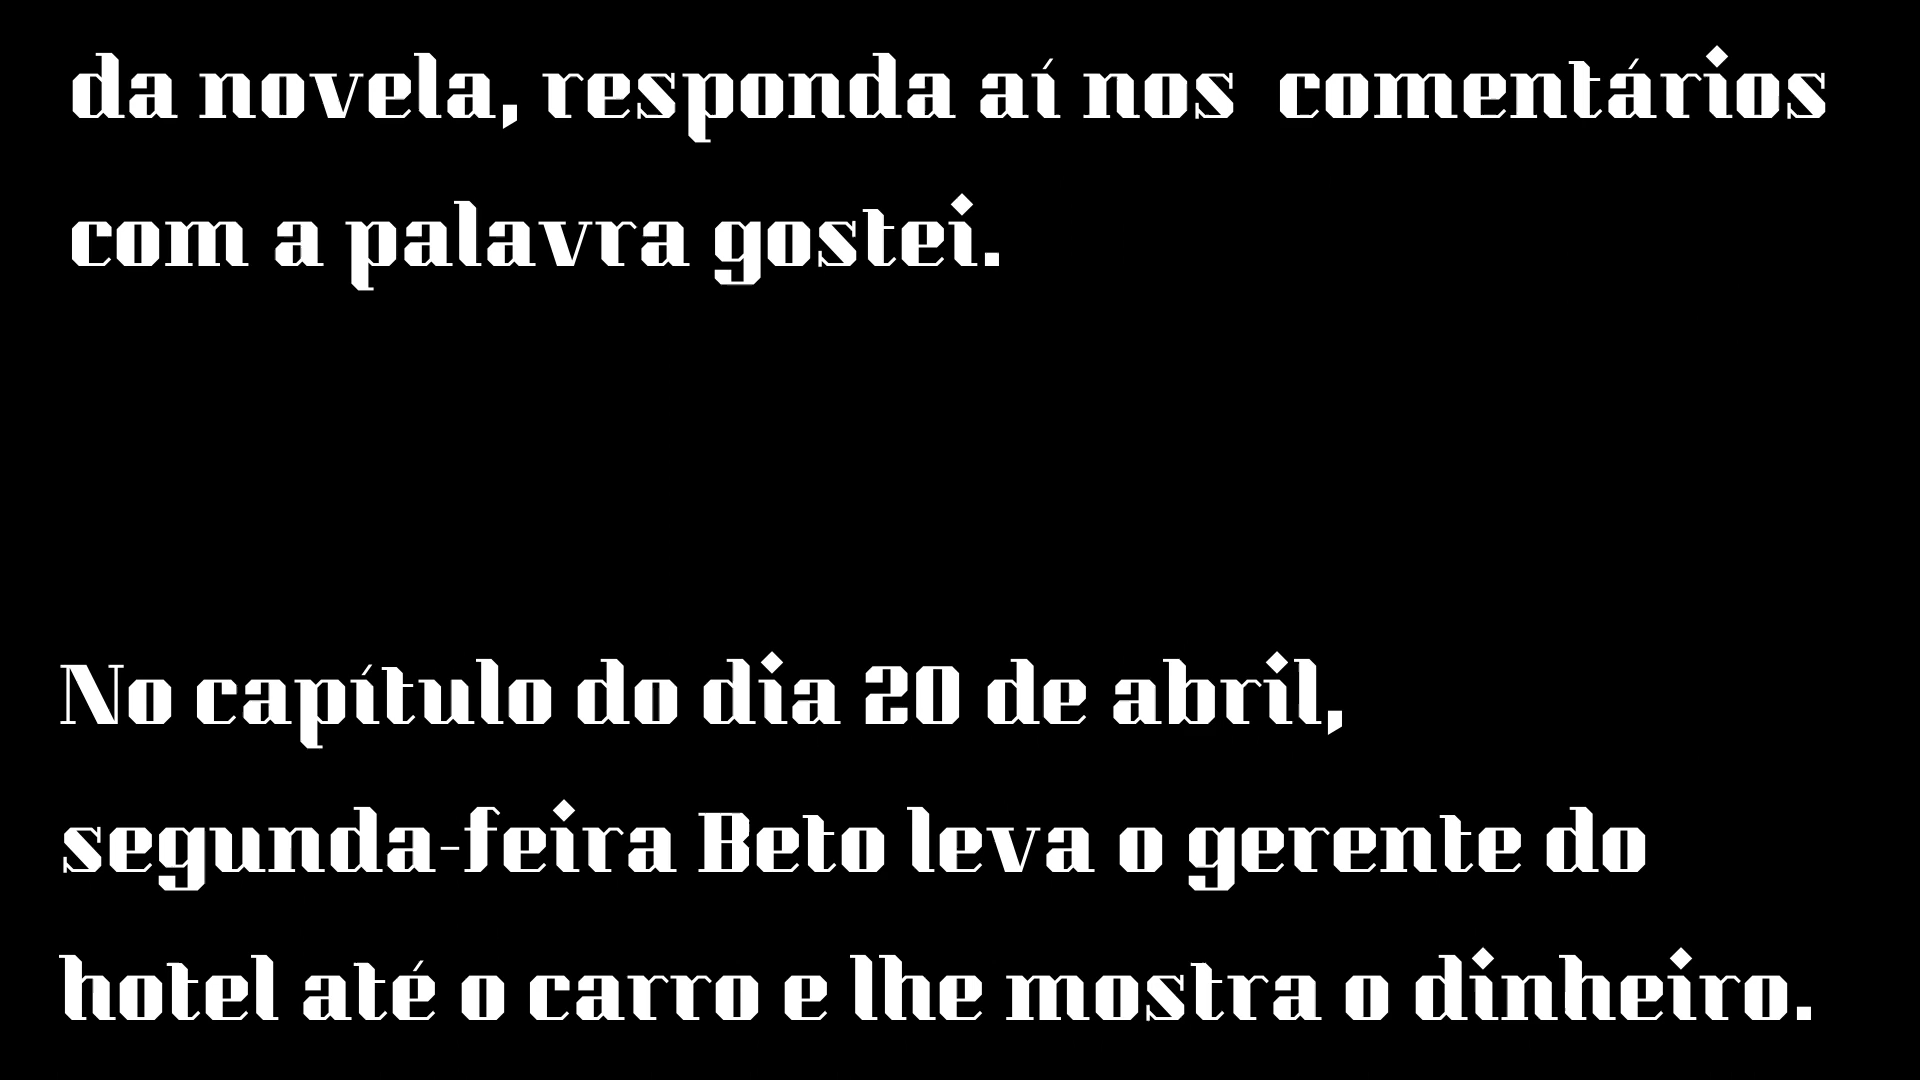 da novela, responda aí nos  comentários
com a palavra gostei.
No capítulo do dia 20 de abril,
segunda-feira Beto leva o gerente do
hotel até o carro e lhe mostra o dinheiro.